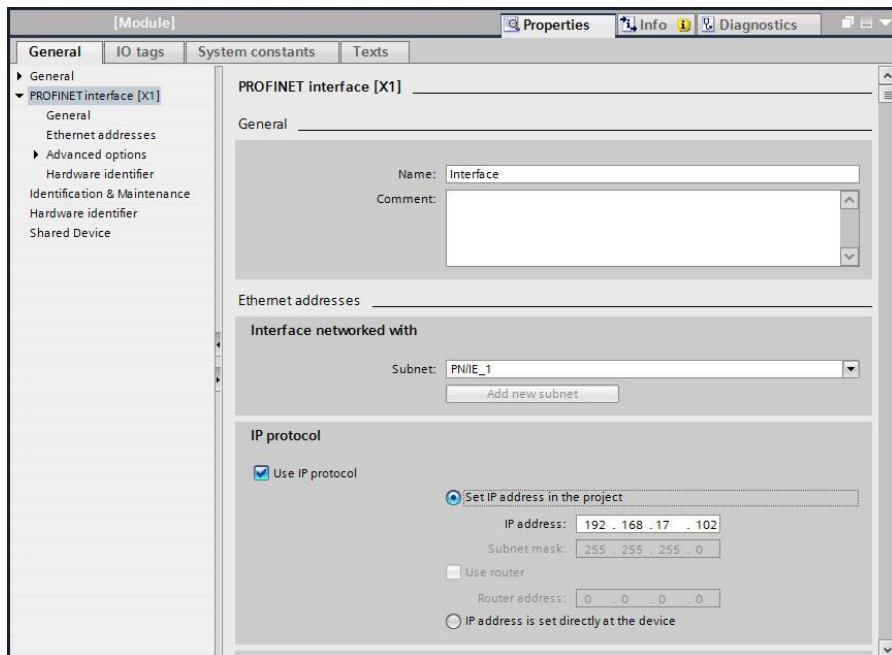 [Module]
Properties
Info
Diagnostics
General
IO tags
System constants
Texts
General
PROFINET interface [X1]
General
Ethernet addresses
Advanced options
Hardware identifier
Identification & Maintenance
Hardware identifier
Shared Device
PROFINET interface [X1]
General
Name: Interface
Comment:
Ethernet addresses
Interface networked with
Subnet: PN/IE_1
Add new subnet
IP protocol
Use IP protocol
Set IP address in the project
IP address: 192 . 168 . 17 . 102
Subnet mask: 255 . 255 . 255 . 0
Use router
Router address: 0 . 0 . 0 . 0
IP address is set directly at the device